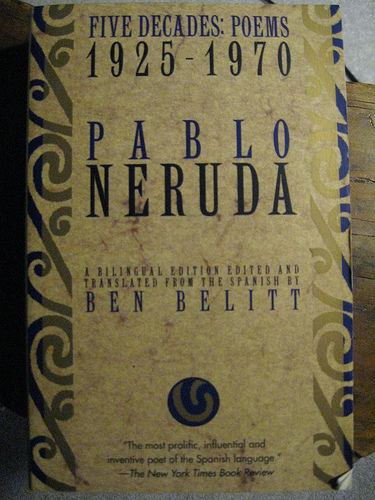 FIVE DECADES: POEMS
1925-1970
PABLO
NERUDA
A BILINGUAL EDITION EDITED AND
TRANSLATED FROM THE SPANISH BY
BEN BELITT
"The most prolific, influential and
inventive poet of the Spanish language."
—The New York Times Book Review